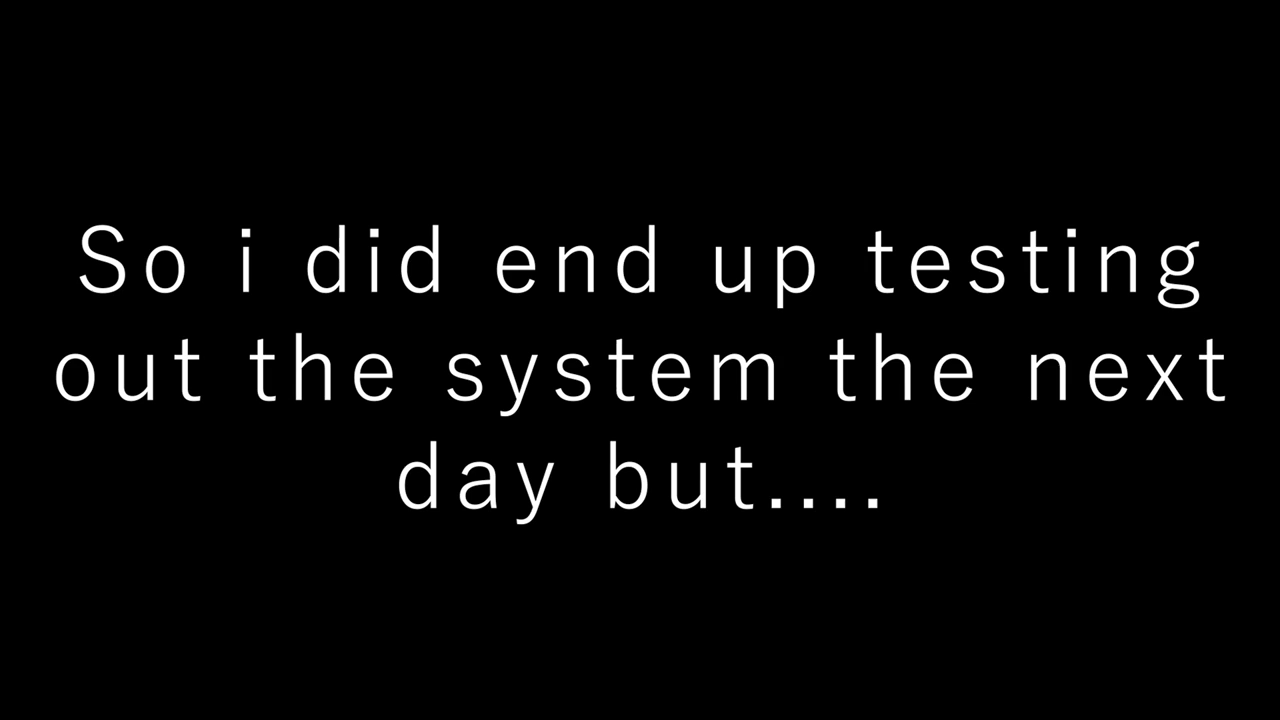 So i did end up testing
out the system the next
day but....